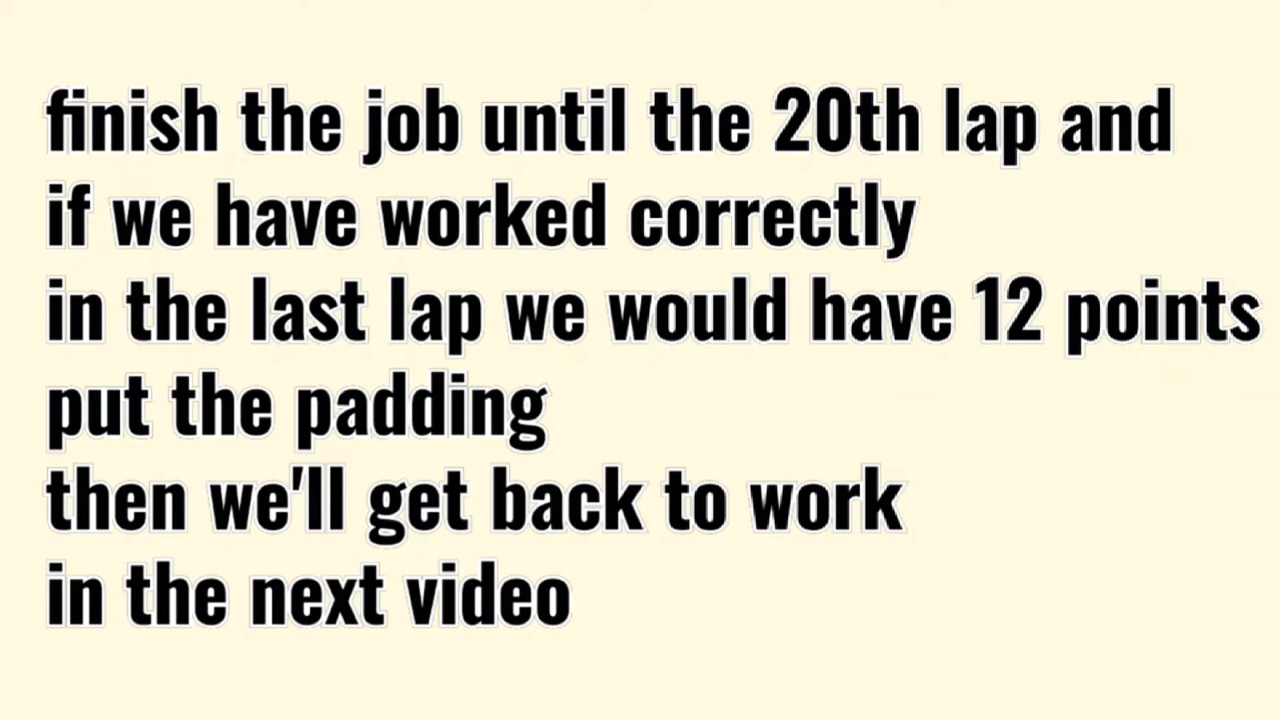 finish the job until the 20th lap and
if we have worked correctly
in the last lap we would have 12 points
put the padding
then we'll get back to work
in the next video